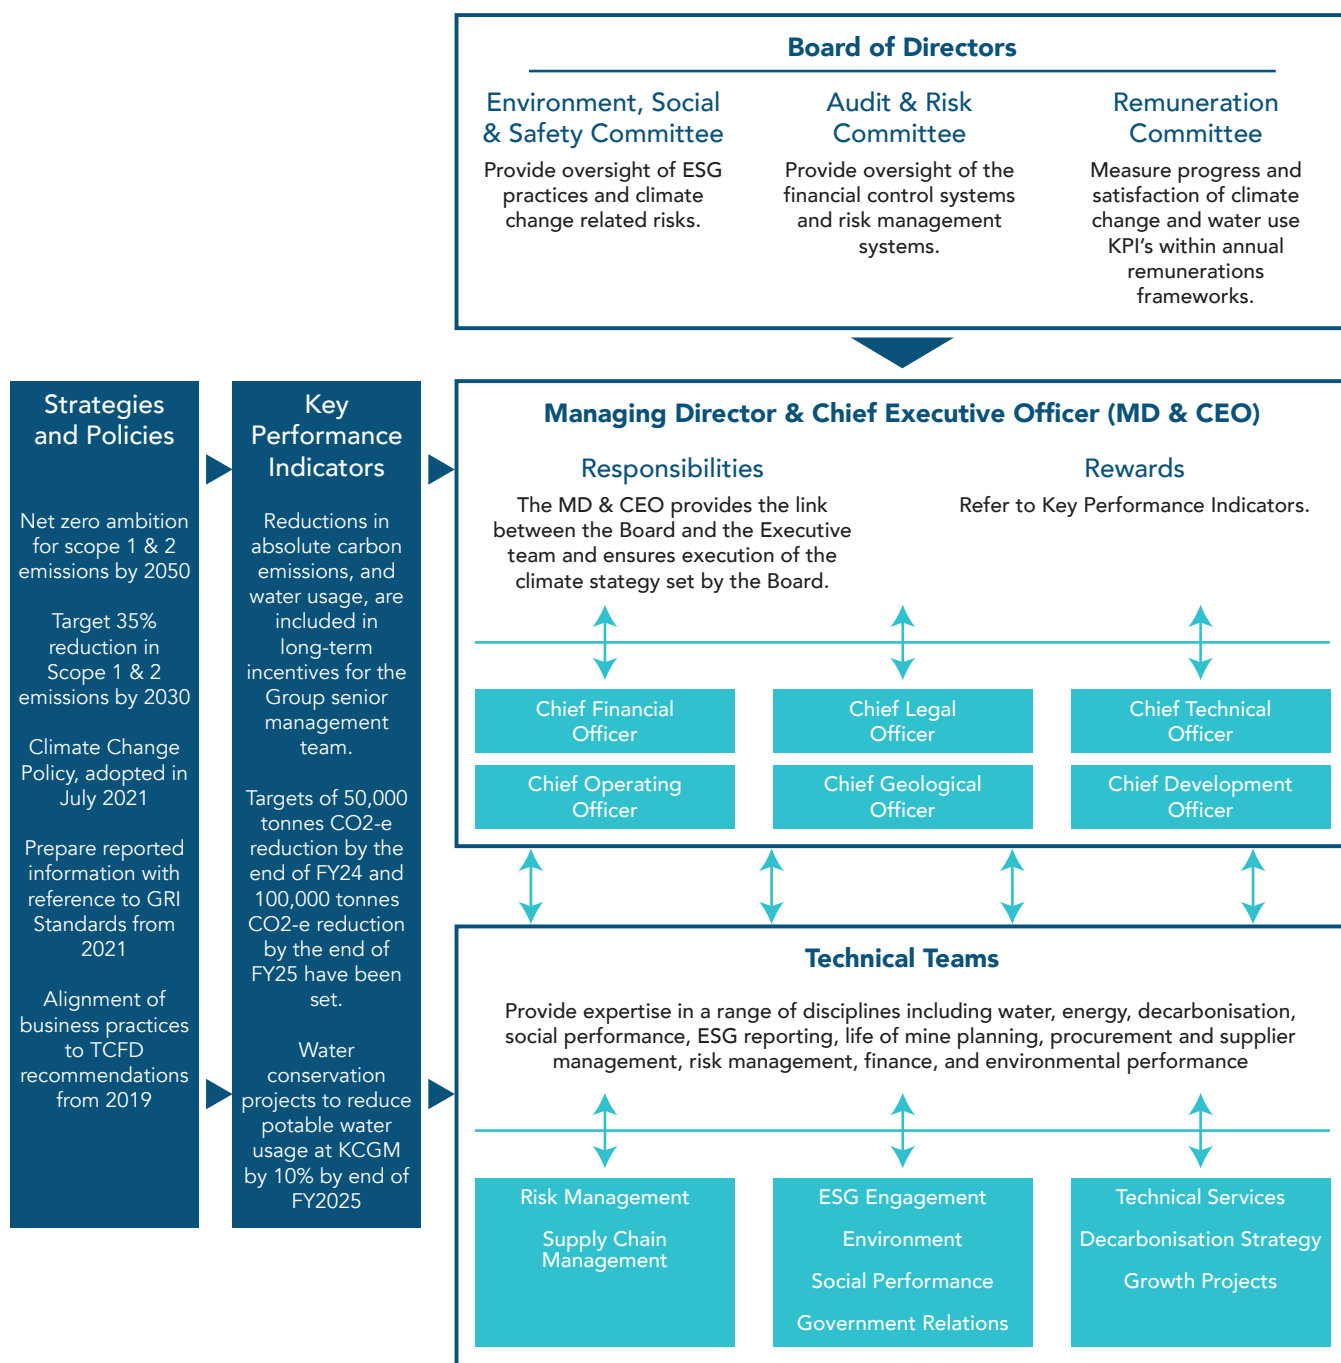 Board of Directors
Environment, Social
& Safety Committee
Provide oversight of ESG
practices and climate
change related risks.
Audit & Risk
Committee
Provide oversight of the
financial control systems
and risk management
systems.
Remuneration
Committee
Measure progress and
satisfaction of climate
change and water use
KPI's within annual
remunerations
frameworks.
Strategies
and Policies
Net zero ambition
for scope 1 & 2
emissions by 2050
Target 35%
reduction in
Scope 1 & 2
emissions by 2030
Climate Change
Policy, adopted in
July 2021
Prepare reported
information with
reference to GRI
Standards from
2021
Alignment of
business practices
to TCFD
recommendations
from 2019
Key
Performance
Indicators
Reductions in
absolute carbon
emissions, and
water usage, are
included in
long-term
incentives for the
Group senior
management
team.
Targets of 50,000
tonnes CO2-e
reduction by the
end of FY24 and
100,000 tonnes
CO2-e reduction
by the end of
FY25 have been
set.
Water
conservation
projects to reduce
potable water
usage at KCGM
by 10% by end of
FY2025
Managing Director & Chief Executive Officer (MD & CEO)
Responsibilities
The MD & CEO provides the link
between the Board and the Executive
team and ensures execution of the
climate stategy set by the Board.
Rewards
Refer to Key Performance Indicators.
Chief Financial
Officer
Chief Legal
Officer
Chief Technical
Officer
Chief Operating
Officer
Chief Geological
Officer
Chief Development
Officer
Technical Teams
Provide expertise in a range of disciplines including water, energy, decarbonisation,
social performance, ESG reporting, life of mine planning, procurement and supplier
management, risk management, finance, and environmental performance
Risk Management
Supply Chain
Management
ESG Engagement
Environment
Social Performance
Government Relations
Technical Services
Decarbonisation Strategy
Growth Projects